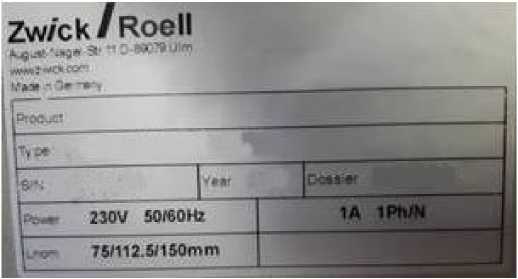 Zwick / Roell
August-Nagel-Str. 11 D-89079 Ulm
www.zwick.com
Made in Germany
Product
Type
S/N Year Dossier
Power 230V 50/60Hz 1A 1Ph/N
Lnom 75/112.5/150mm